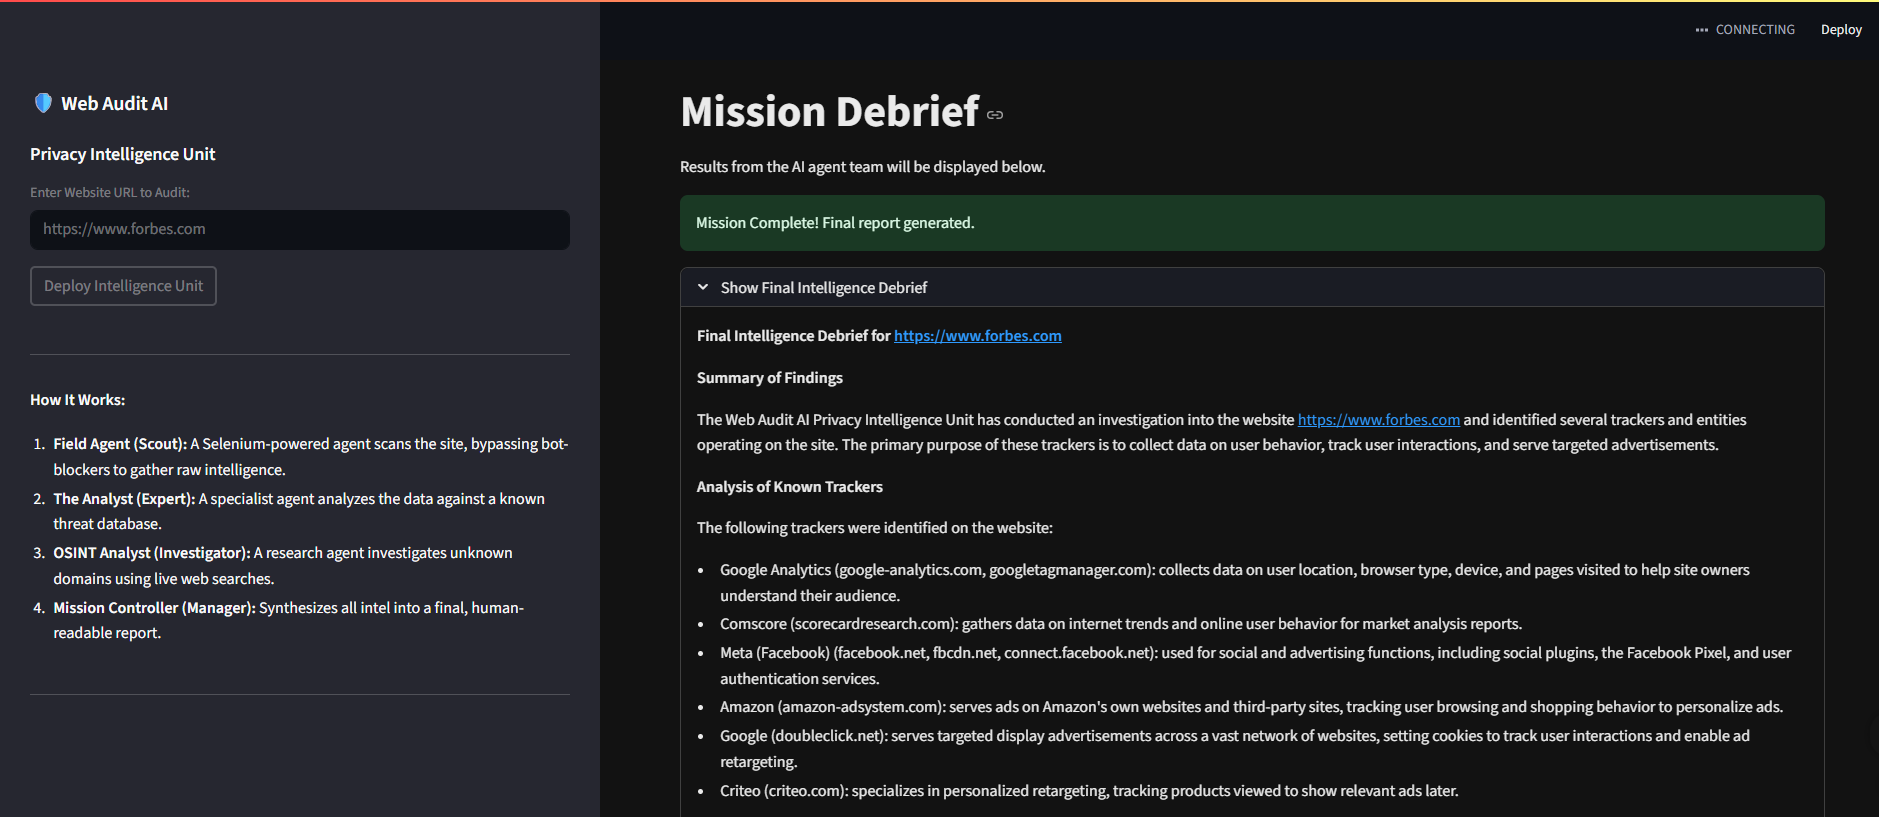 CONNECTING
Deploy
Web Audit AI
Privacy Intelligence Unit
Enter Website URL to Audit:
https://www.forbes.com
Deploy Intelligence Unit
How It Works:
1. Field Agent (Scout): A Selenium-powered agent scans the site, bypassing bot-
blockers to gather raw intelligence.
2. The Analyst (Expert): A specialist agent analyzes the data against a known
threat database.
3. OSINT Analyst (Investigator): A research agent investigates unknown
domains using live web searches.
4. Mission Controller (Manager): Synthesizes all intel into a final, human-
readable report.
Mission Debrief
Results from the AI agent team will be displayed below.
Mission Complete! Final report generated.
Show Final Intelligence Debrief
Final Intelligence Debrief for https://www.forbes.com
Summary of Findings
The Web Audit AI Privacy Intelligence Unit has conducted an investigation into the website https://www.forbes.com and identified several trackers and entities
operating on the site. The primary purpose of these trackers is to collect data on user behavior, track user interactions, and serve targeted advertisements.
Analysis of Known Trackers
The following trackers were identified on the website:
• Google Analytics (google-analytics.com, googletagmanager.com): collects data on user location, browser type, device, and pages visited to help site owners
understand their audience.
• Comscore (scorecardresearch.com): gathers data on internet trends and online user behavior for market analysis reports.
• Meta (Facebook) (facebook.net, fbcdn.net, connect.facebook.net): used for social and advertising functions, including social plugins, the Facebook Pixel, and user
authentication services.
• Amazon (amazon-adsystem.com): serves ads on Amazon's own websites and third-party sites, tracking user browsing and shopping behavior to personalize ads.
• Google (doubleclick.net): serves targeted display advertisements across a vast network of websites, setting cookies to track user interactions and enable ad
retargeting.
• Criteo (criteo.com): specializes in personalized retargeting, tracking products viewed to show relevant ads later.